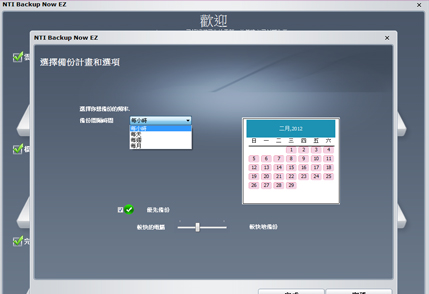 NTI Backup Now EZ
歡迎
NTI Backup Now EZ
選擇備份計畫和選項
選擇你想備份的頻率.
備份間隔時間
每小時
每小時
每天
每週
每月
二月,2012
日 一 二 三 四 五 六
1 2 3 4
5 6 7 8 9 10 11
12 13 14 15 16 17 18
19 20 21 22 23 24 25
26 27 28 29
優先備份
較快的電腦
較快地備份